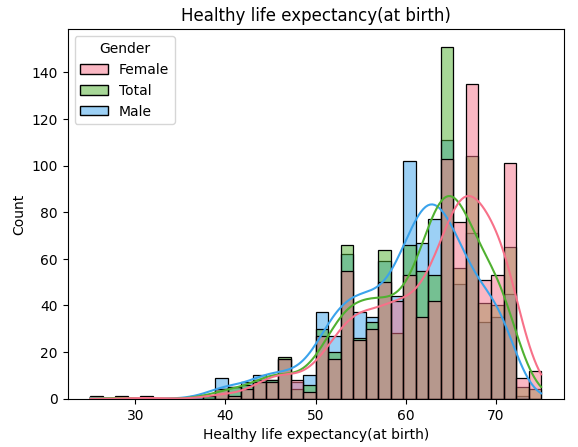 Healthy life expectancy(at birth)
Gender
Female
Total
Male
140
120
100
80
60
40
20
0
Count
30 40 50 60 70
Healthy life expectancy(at birth)